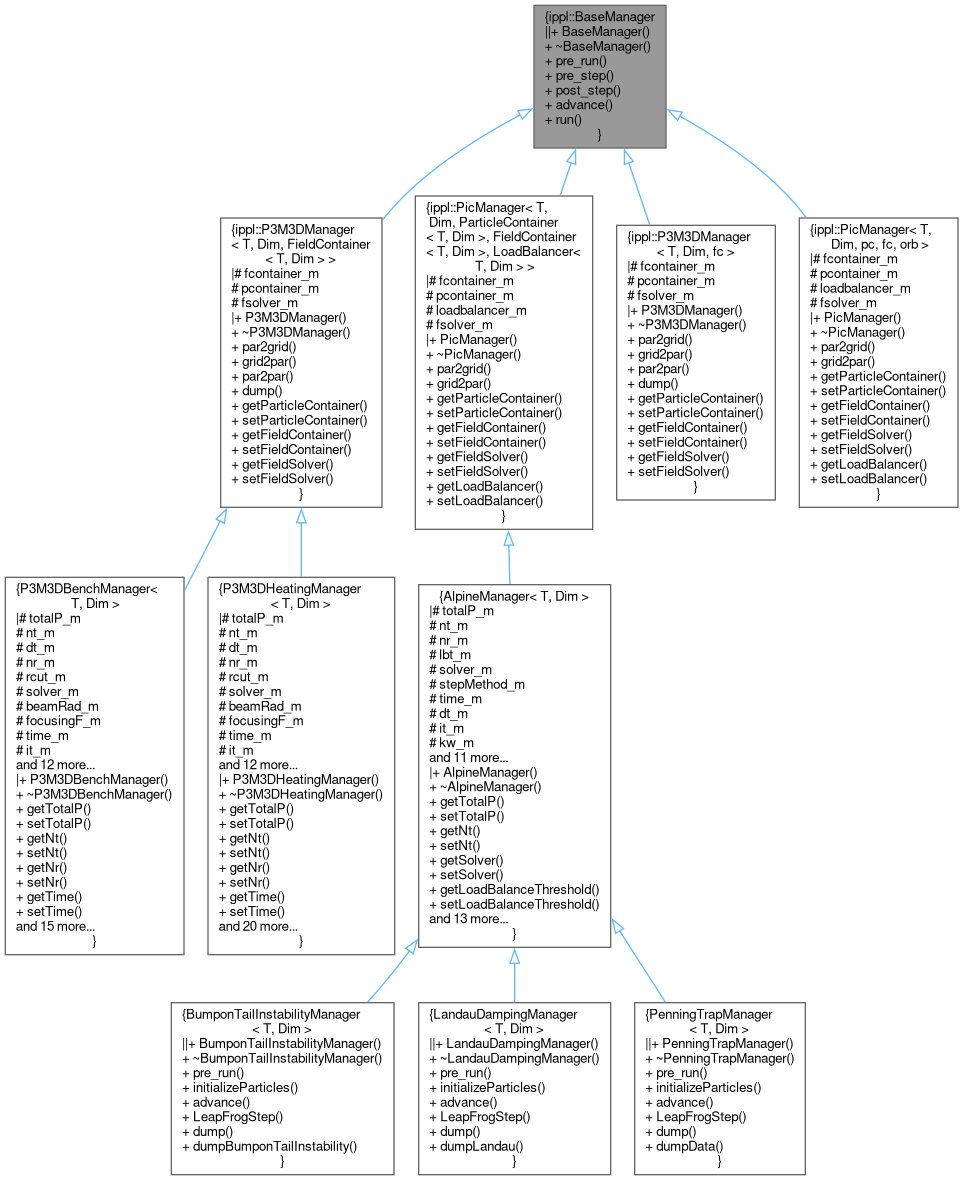 {ippl::BaseManager
||+ BaseManager()
+ ~BaseManager()
+ pre_run()
+ pre_step()
+ post_step()
+ advance()
+ run()
}
{ippl::P3M3DManager
< T, Dim, FieldContainer
< T, Dim > >
|# fcontainer_m
# pcontainer_m
# fsolver_m
|+ P3M3DManager()
+ ~P3M3DManager()
+ par2grid()
+ grid2par()
+ par2par()
+ dump()
+ getParticleContainer()
+ setParticleContainer()
+ getFieldContainer()
+ setFieldContainer()
+ getFieldSolver()
+ setFieldSolver()
}
{ippl::PicManager< T,
Dim, ParticleContainer
< T, Dim >, FieldContainer
< T, Dim >, LoadBalancer<
T, Dim > >
|# fcontainer_m
# pcontainer_m
# loadbalancer_m
# fsolver_m
|+ PicManager()
+ ~PicManager()
+ par2grid()
+ grid2par()
+ getParticleContainer()
+ setParticleContainer()
+ getFieldContainer()
+ setFieldContainer()
+ getFieldSolver()
+ setFieldSolver()
+ getLoadBalancer()
+ setLoadBalancer()
}
{ippl::P3M3DManager
< T, Dim, fc >
|# fcontainer_m
# pcontainer_m
# fsolver_m
|+ P3M3DManager()
+ ~P3M3DManager()
+ par2grid()
+ grid2par()
+ par2par()
+ dump()
+ getParticleContainer()
+ setParticleContainer()
+ getFieldContainer()
+ setFieldContainer()
+ getFieldSolver()
+ setFieldSolver()
}
{ippl::PicManager< T,
Dim, pc, fc, orb >
|# fcontainer_m
# pcontainer_m
# loadbalancer_m
# fsolver_m
|+ PicManager()
+ ~PicManager()
+ par2grid()
+ grid2par()
+ getParticleContainer()
+ setParticleContainer()
+ getFieldContainer()
+ setFieldContainer()
+ getFieldSolver()
+ setFieldSolver()
+ getLoadBalancer()
+ setLoadBalancer()
}
{P3M3DBenchManager<
T, Dim >
|# totalP_m
# nt_m
# dt_m
# nr_m
# rcut_m
# solver_m
# beamRad_m
# focusingF_m
# time_m
# it_m
and 12 more...
|+ P3M3DBenchManager()
+ ~P3M3DBenchManager()
+ getTotalP()
+ setTotalP()
+ getNt()
+ setNt()
+ getNr()
+ setNr()
+ getTime()
+ setTime()
and 15 more...
}
{P3M3DHeatingManager
< T, Dim >
|# totalP_m
# nt_m
# dt_m
# nr_m
# rcut_m
# solver_m
# beamRad_m
# focusingF_m
# time_m
# it_m
and 12 more...
|+ P3M3DHeatingManager()
+ ~P3M3DHeatingManager()
+ getTotalP()
+ setTotalP()
+ getNt()
+ setNt()
+ getNr()
+ setNr()
+ getTime()
+ setTime()
and 20 more...
}
{AlpineManager< T, Dim >
|# totalP_m
# nt_m
# nr_m
# lbt_m
# solver_m
# stepMethod_m
# time_m
# dt_m
# it_m
# kw_m
and 11 more...
|+ AlpineManager()
+ ~AlpineManager()
+ getTotalP()
+ setTotalP()
+ getNt()
+ setNt()
+ getSolver()
+ setSolver()
+ getLoadBalanceThreshold()
+ setLoadBalanceThreshold()
and 13 more...
}
{BumponTailInstabilityManager
< T, Dim >
||+ BumponTailInstabilityManager()
+ ~BumponTailInstabilityManager()
+ pre_run()
+ initializeParticles()
+ advance()
+ LeapFrogStep()
+ dump()
+ dumpBumponTailInstability()
}
{LandauDampingManager
< T, Dim >
||+ LandauDampingManager()
+ ~LandauDampingManager()
+ pre_run()
+ initializeParticles()
+ advance()
+ LeapFrogStep()
+ dump()
+ dumpLandau()
}
{PenningTrapManager
< T, Dim >
||+ PenningTrapManager()
+ ~PenningTrapManager()
+ pre_run()
+ initializeParticles()
+ advance()
+ LeapFrogStep()
+ dump()
+ dumpData()
}